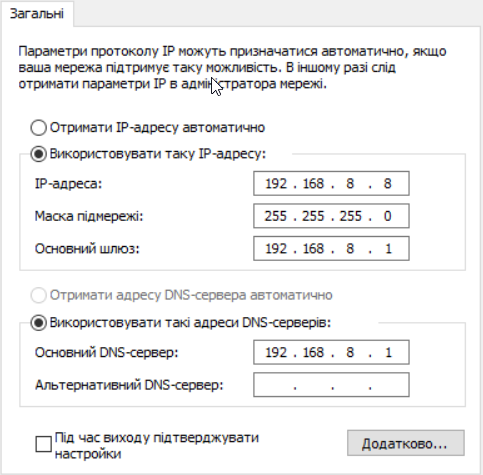 Загальні
Параметри протоколу IP можуть призначатися автоматично, якщо
ваша мережа підтримує таку можливість. В іншому разі слід
отримати параметри IP в адміністратора мережі.
Отримати IP-адресу автоматично
Використовувати таку IP-адресу:
IP-адреса: 192 . 168 . 8 . 8
Маска підмережі: 255 . 255 . 255 . 0
Основний шлюз: 192 . 168 . 8 . 1
Отримати адресу DNS-сервера автоматично
Використовувати такі адреси DNS-серверів:
Основний DNS-сервер: 192 . 168 . 8 . 1
Альтернативний DNS-сервер: . . .
Під час виходу підтверджувати
настройки
Додатково...